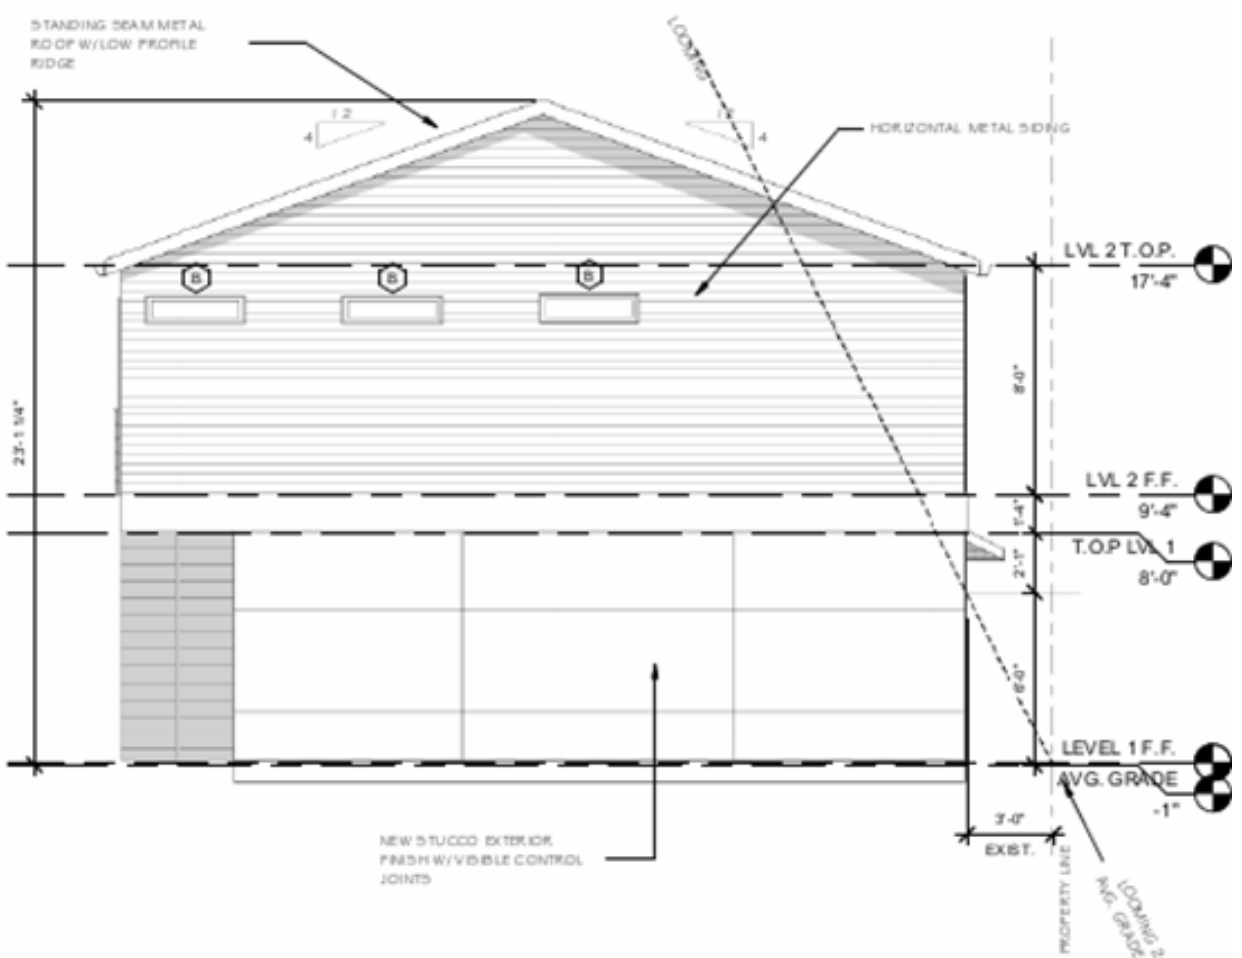 STANDING SEAM METAL
ROOF W/ LOW PROFILE
RIDGE
LOOMING
12
4
12
4
HORIZONTAL METAL SIDING
LVL 2 T.O.P.
17'-4"
B
B
B
8'-0"
23'-1 1/4"
LVL 2 F.F.
9'-4"
1'-4"
T.O.P LVL 1
8'-0"
2'-1"
6'-0"
LEVEL 1 F.F.
AVG. GRADE
-1"
3'-0"
EXIST.
NEW STUCCO EXTERIOR
FINISH W/ VISIBLE CONTROL
JOINTS
PROPERTY LINE
LOOMING 2
AVG. GRADE